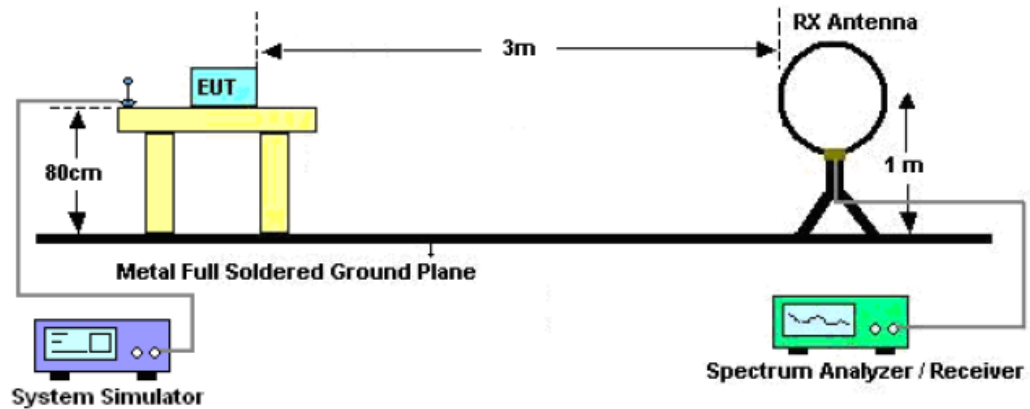 RX Antenna
3m
EUT
80cm
1 m
Metal Full Soldered Ground Plane
System Simulator
Spectrum Analyzer / Receiver